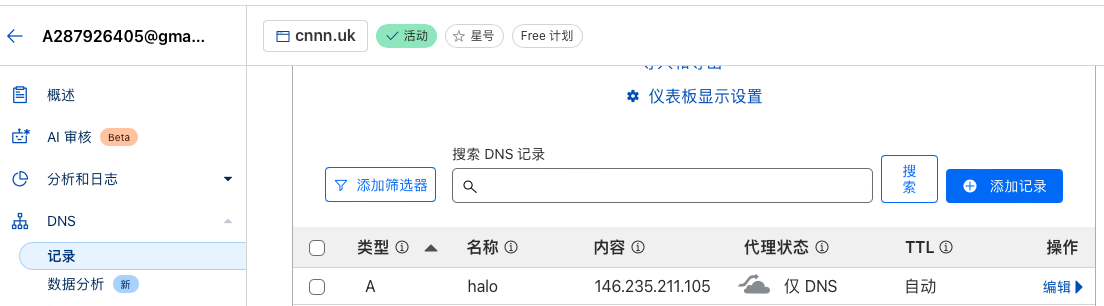 A287926405@gma...
cnnn.uk
活动
星号
Free 计划
概述
AI 审核 Beta
分析和日志
DNS
记录
数据分析 新
仪表板显示设置
搜索 DNS 记录
添加筛选器
搜
索
添加记录
类型 名称 内容 代理状态 TTL 操作
A halo 146.235.211.105 仅 DNS 自动 编辑